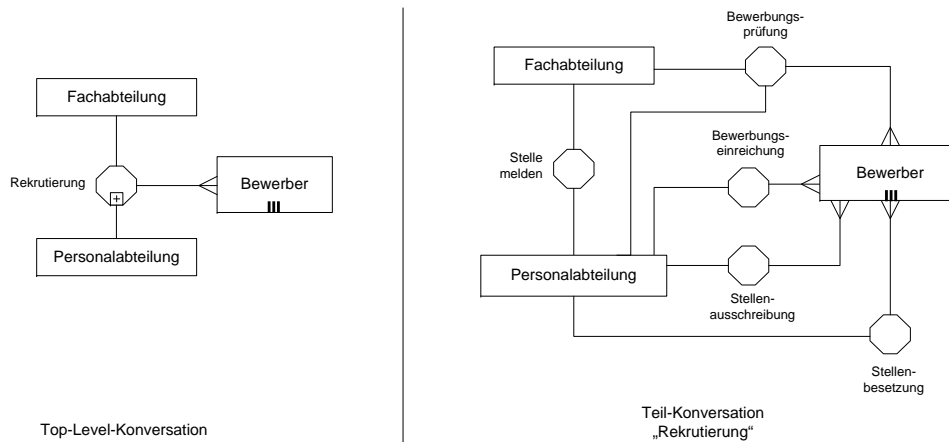 Fachabteilung
Rekrutierung
Bewerber
Personalabteilung
Top-Level-Konversation
Bewerbungs-
prüfung
Fachabteilung
Stelle
melden
Bewerbungs-
einreichung
Bewerber
Personalabteilung
Stellen-
ausschreibung
Stellen-
besetzung
Teil-Konversation
„Rekrutierung“